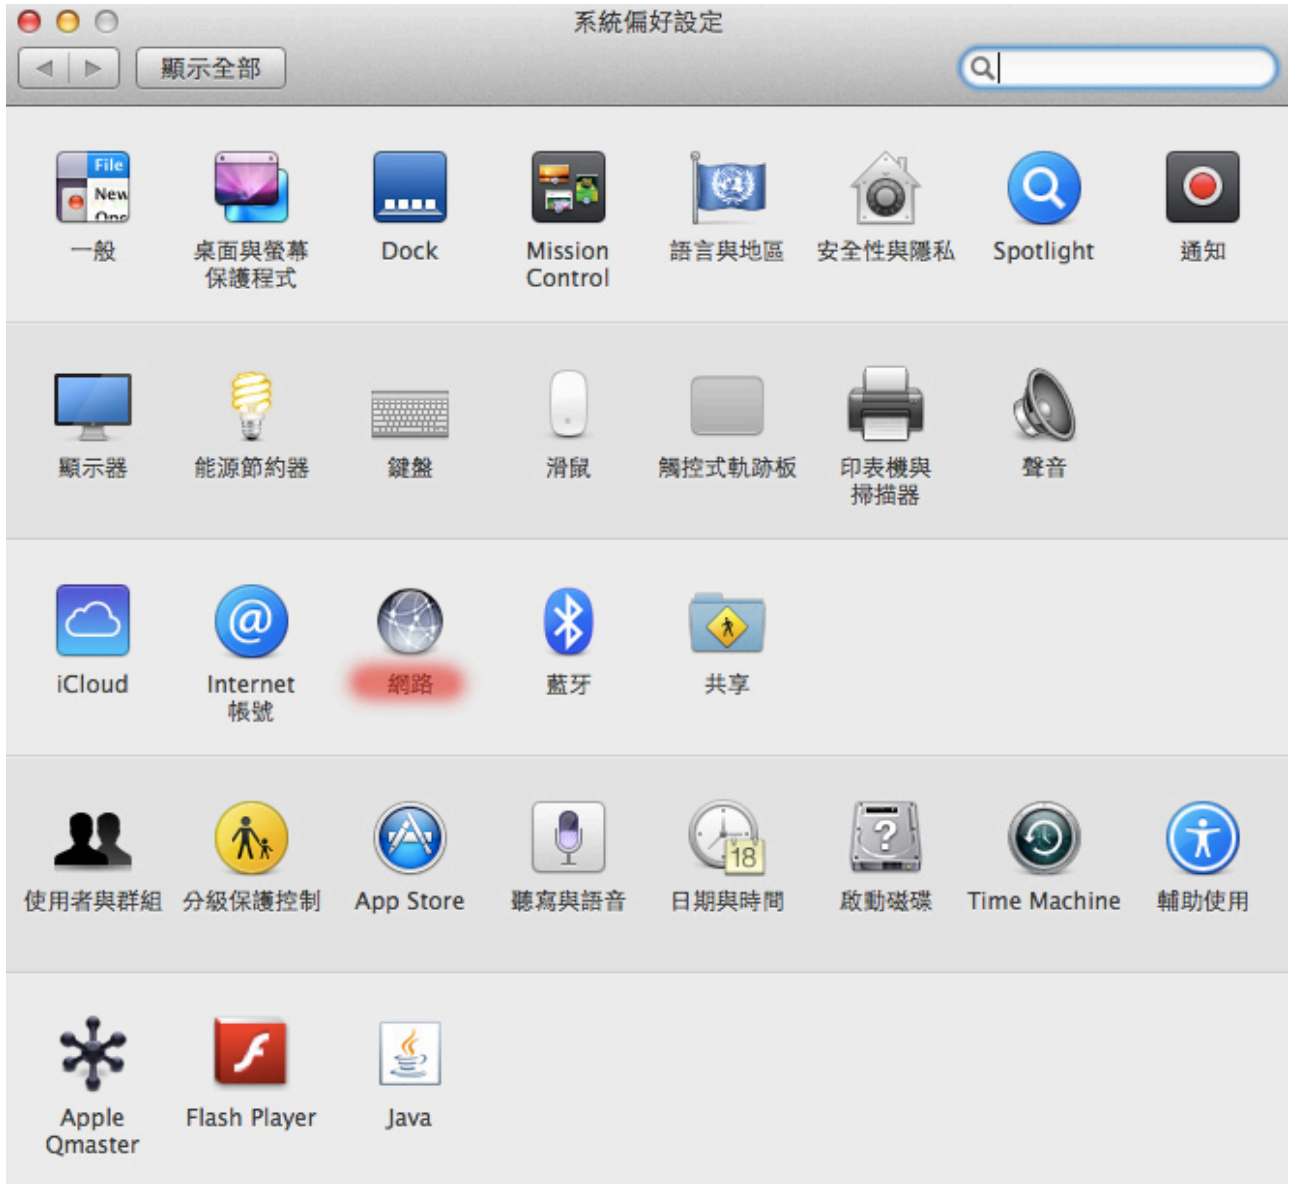 系統偏好設定
顯示全部
File
New
一般
桌面與螢幕
保護程式
Dock
Mission
Control
語言與地區
安全性與隱私
Spotlight
通知
顯示器
能源節約器
鍵盤
滑鼠
觸控式軌跡板
印表機與
掃描器
聲音
iCloud
@
Internet
帳號
網路
藍牙
共享
使用者與群組
分級保護控制
App Store
聽寫與語音
18
日期與時間
?
啟動磁碟
Time Machine
輔助使用
Apple
Qmaster
Flash Player
Java